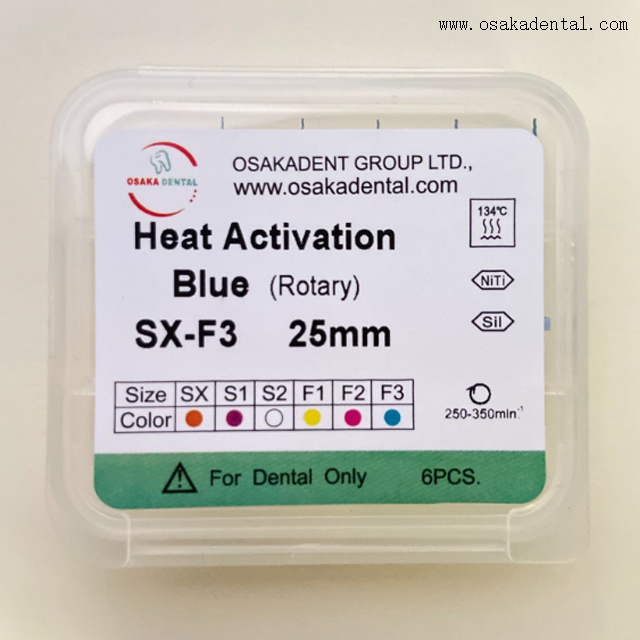 www.osakadental.com
OSAKA DENTAL
OSAKADENT GROUP LTD.,
www.osakadental.com
Heat Activation
134℃
Blue (Rotary)
NiTi
SX-F3 25mm
Sil
Size SX S1 S2 F1 F2 F3
Color
250-350min⁻¹
For Dental Only 6PCS.